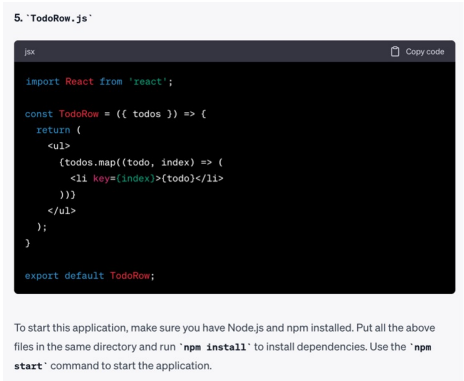 5. `TodoRow.js`
jsx
Copy code
import React from 'react';
const TodoRow = ({ todos }) => {
  return (
    <ul>
      {todos.map((todo, index) => (
        <li key={index}>{todo}</li>
      ))}
    </ul>
  );
}
export default TodoRow;
To start this application, make sure you have Node.js and npm installed. Put all the above
files in the same directory and run `npm install` to install dependencies. Use the `npm
start` command to start the application.